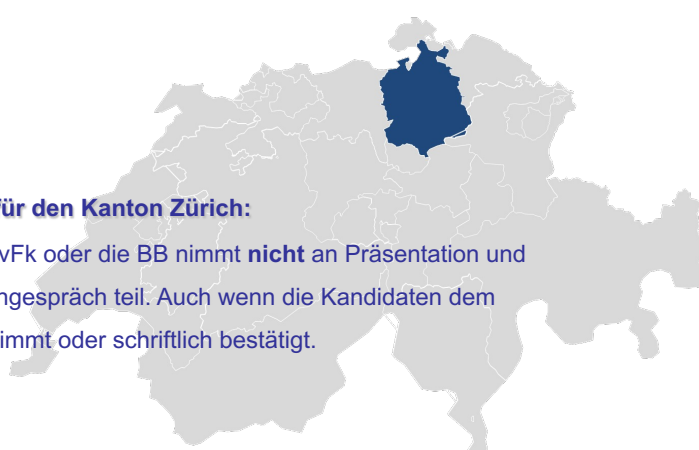 für den Kanton Zürich:
vFk oder die BB nimmt nicht an Präsentation und
ngespräch teil. Auch wenn die Kandidaten dem
immt oder schriftlich bestätigt.